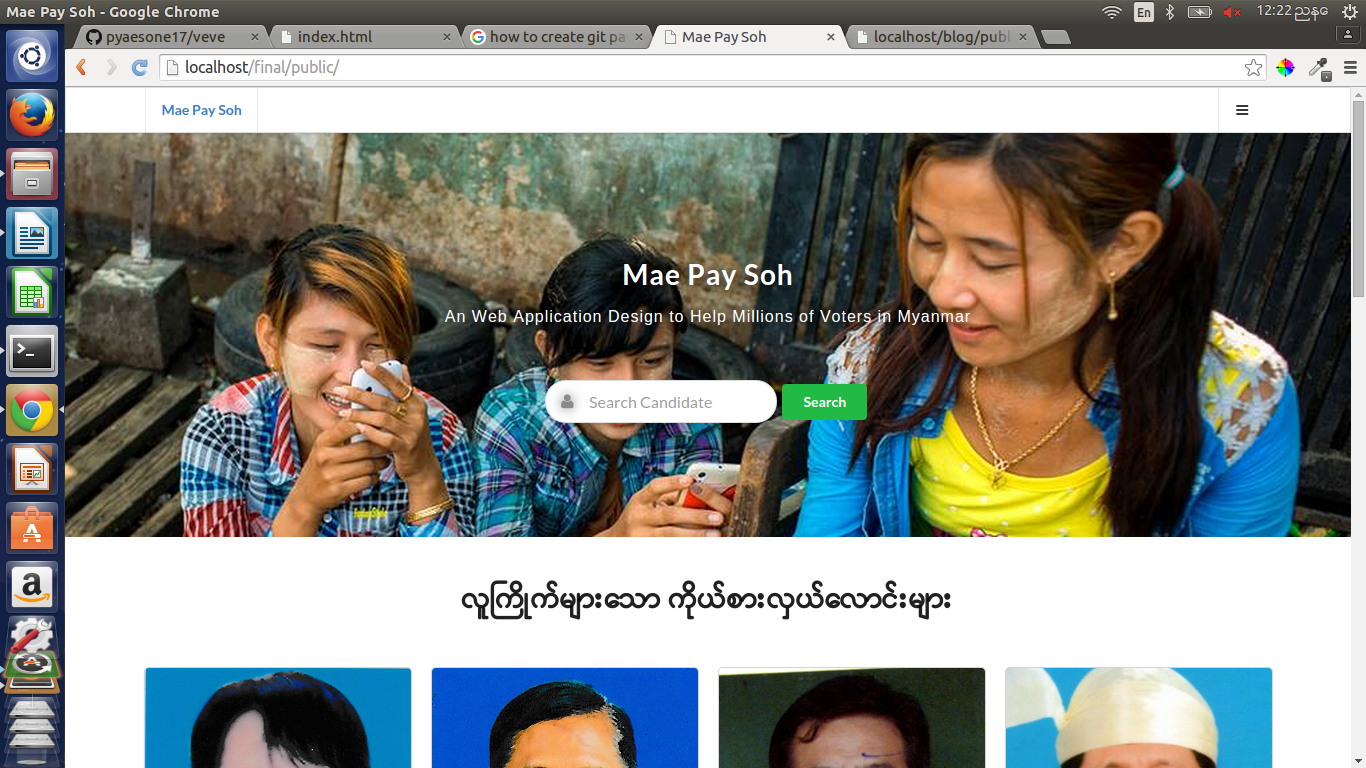 Mae Pay Soh - Google Chrome
En
12:22ညနေ
pyaesone17/veve
index.html
how to create git pa
Mae Pay Soh
localhost/blog/publ
localhost/final/public/
Mae Pay Soh
Mae Pay Soh
An Web Application Design to Help Millions of Voters in Myanmar
Search Candidate
Search
လူကြိုက်များသော ကိုယ်စားလှယ်လောင်းများ